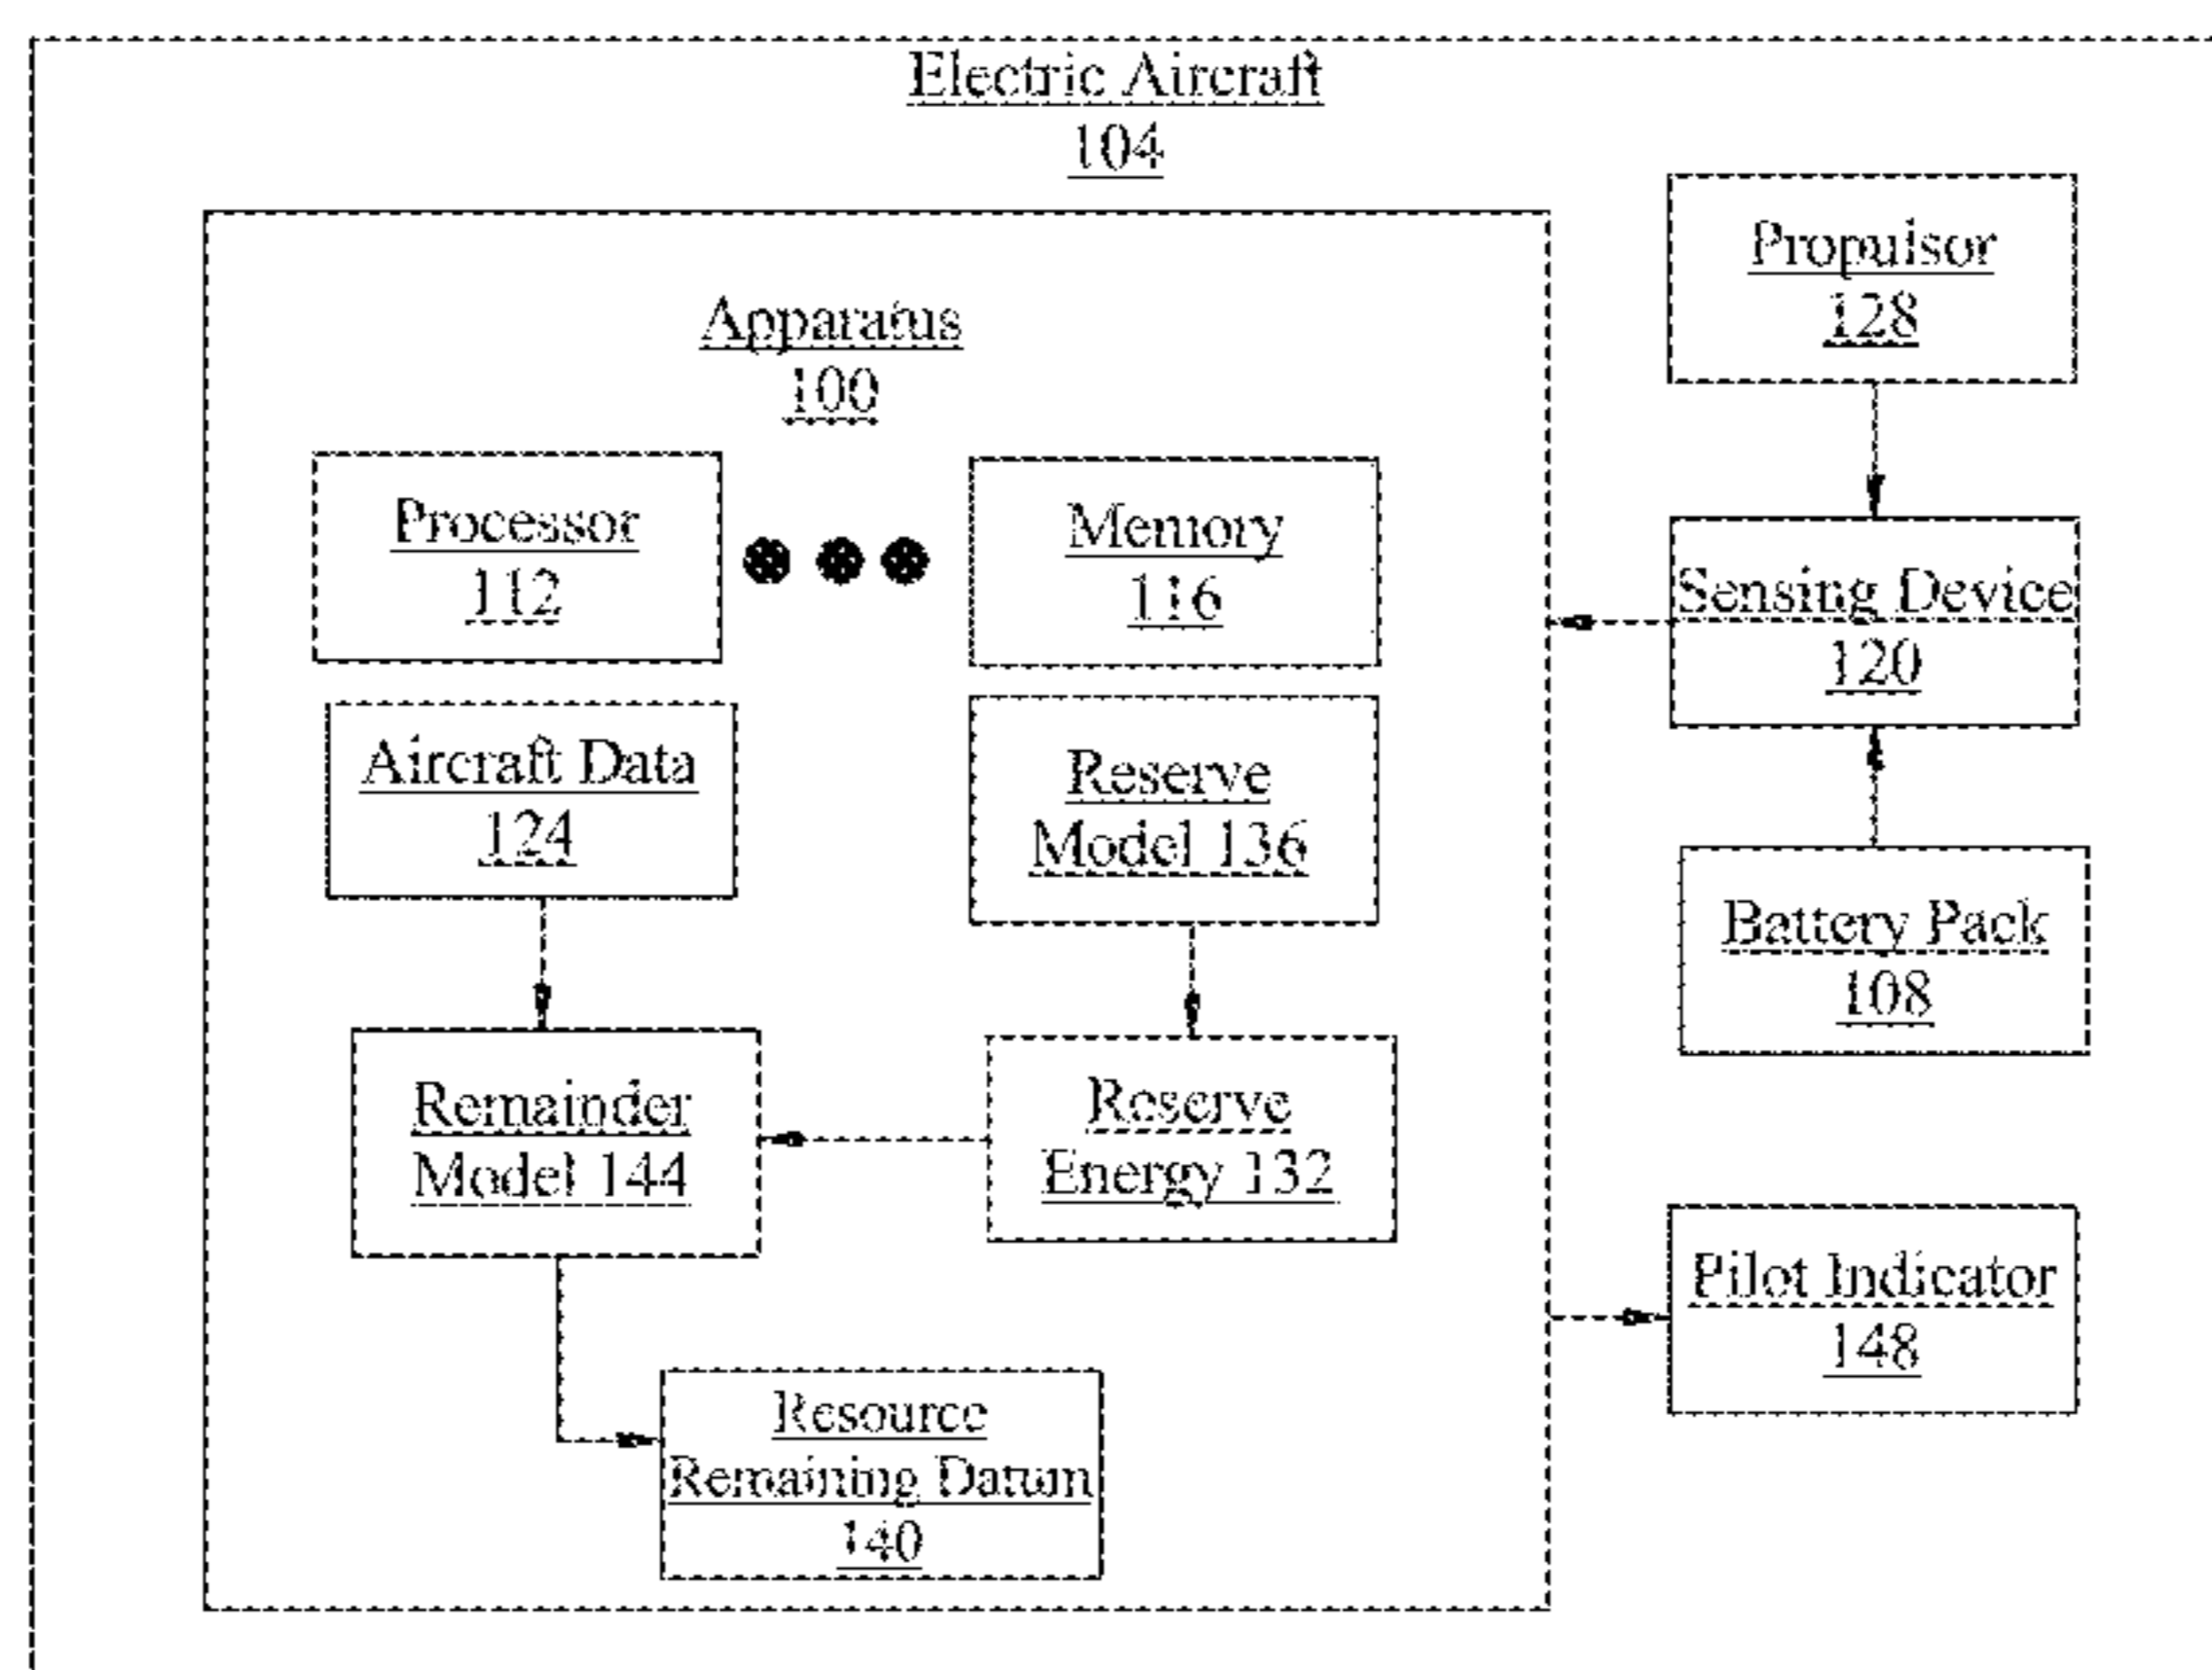 Electric Aircraft
104
Apparatus
100
Propulsor
128
Processor
112
Memory
116
Sensing Device
120
Aircraft Data
124
Reserve
Model 136
Battery Pack
108
Remainder
Model 144
Reserve
Energy 132
Pilot Indicator
148
Resource
Remaining Datum
140